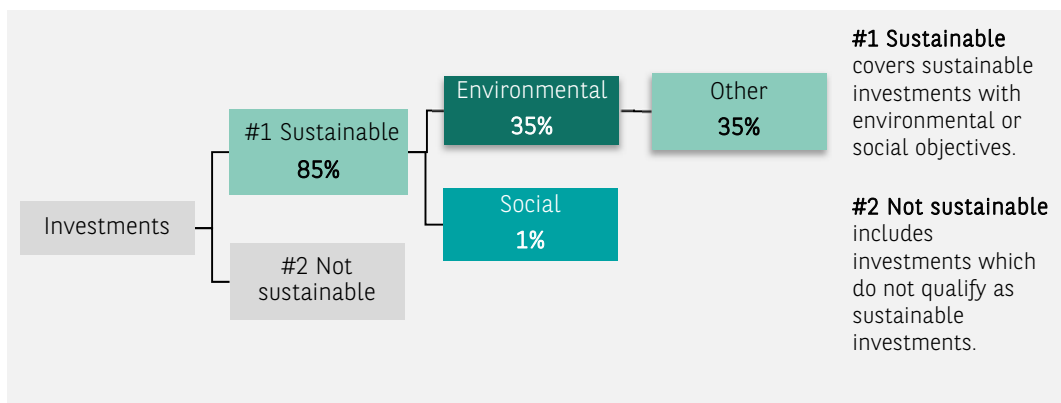 Investments
#1 Sustainable
85%
#2 Not
sustainable
Environmental
35%
Social
1%
Other
35%
#1 Sustainable
covers sustainable
investments with
environmental or
social objectives.
#2 Not sustainable
includes
investments which
do not qualify as
sustainable
investments.